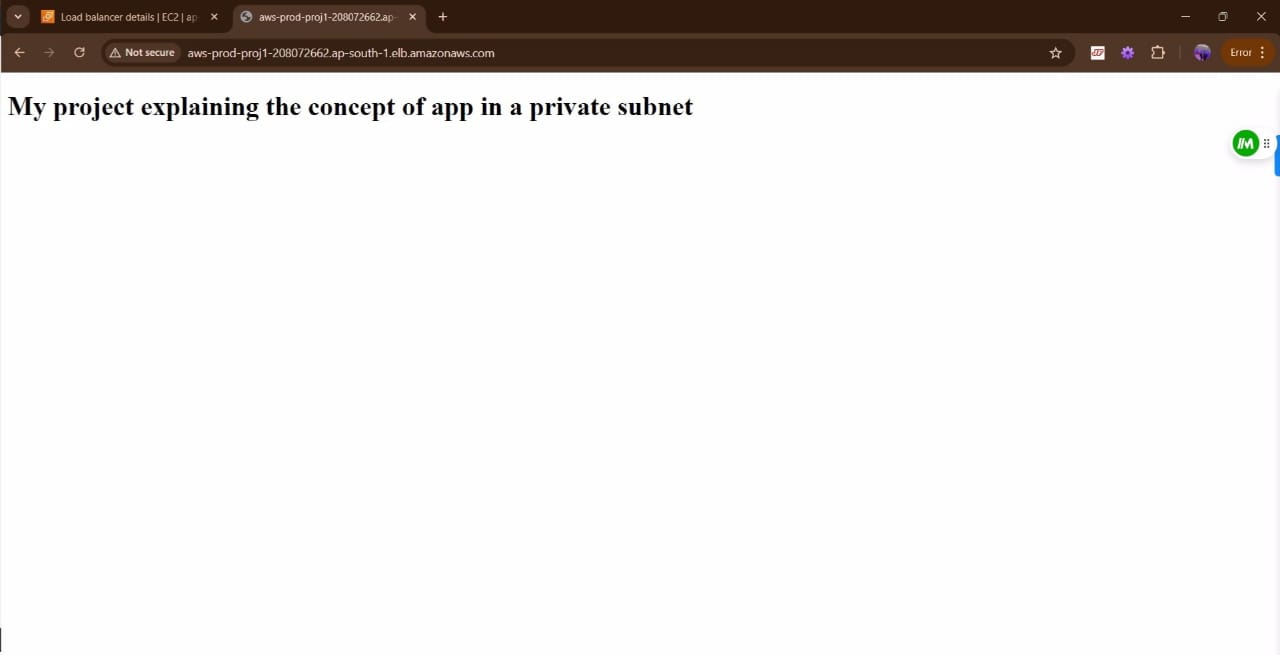 Load balancer details | EC2 | ap
aws-prod-proj1-208072662.ap-
Not secure
aws-prod-proj1-208072662.ap-south-1.elb.amazonaws.com
Error
My project explaining the concept of app in a private subnet